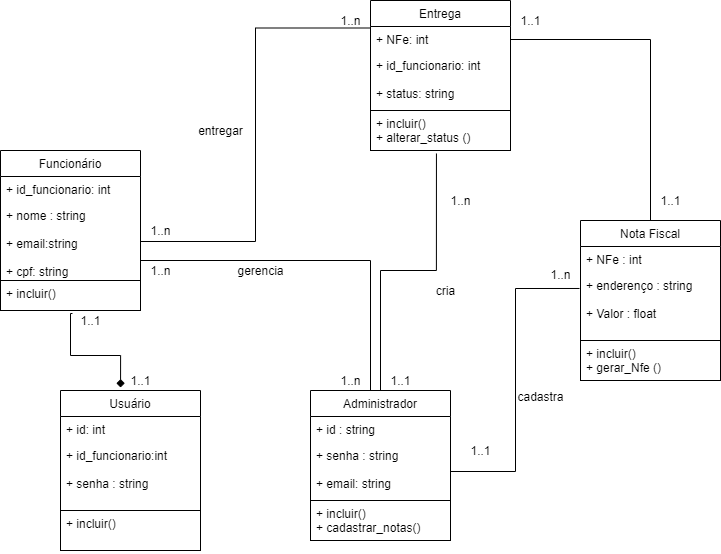 Entrega
+ NFe: int
+ id_funcionario: int
+ status: string
+ incluir()
+ alterar_status ()
1..n
1..1
entregar
Funcionário
+ id_funcionario: int
+ nome : string
+ email:string
+ cpf: string
+ incluir()
1..n
1..n
gerencia
1..n
cria
1..1
Nota Fiscal
+ NFe : int
+ enderenço : string
+ Valor : float
+ incluir()
+ gerar_Nfe ()
1..n
cadastra
1..1
1..1
1..1
Usuário
+ id: int
+ id_funcionario:int
+ senha : string
+ incluir()
1..n
1..1
Administrador
+ id : string
+ senha : string
+ email: string
+ incluir()
+ cadastrar_notas()